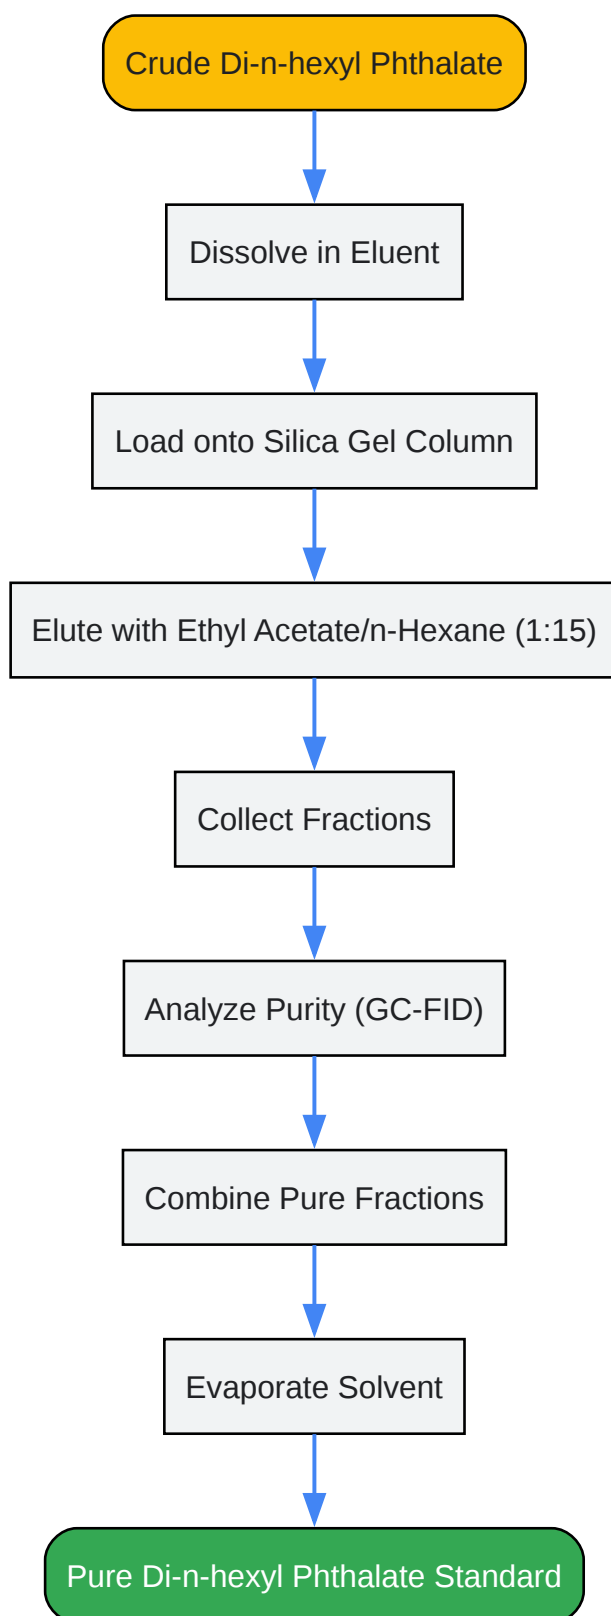 Crude Di-n-hexyl Phthalate
Dissolve in Eluent
Load onto Silica Gel Column
Elute with Ethyl Acetate/n-Hexane (1:15)
Collect Fractions
Analyze Purity (GC-FID)
Combine Pure Fractions
Evaporate Solvent
Pure Di-n-hexyl Phthalate Standard